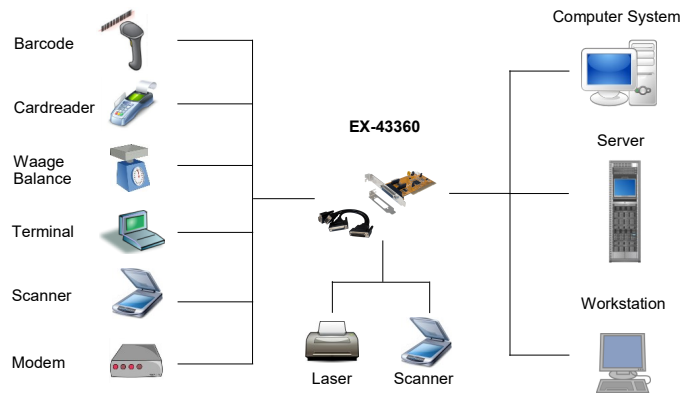 Barcode
Cardreader
Waage
Balance
Terminal
Scanner
Modem
EX-43360
Laser
Scanner
Computer System
Server
Workstation